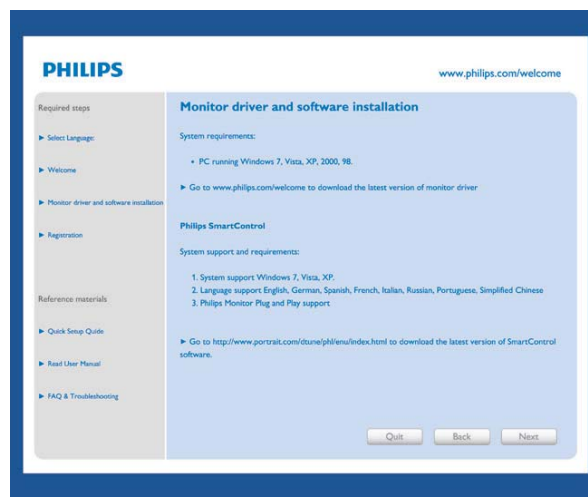 PHILIPS
www.philips.com/welcome
Required steps
► Select Language:
► Welcome
► Monitor driver and software installation
► Registration
Reference materials
► Quick Setup Guide
► Read User Manual
► FAQ & Troubleshooting
Monitor driver and software installation
System requirements:
• PC running Windows 7, Vista, XP, 2000, 98.
► Go to www.philips.com/welcome to download the latest version of monitor driver
Philips SmartControl
System support and requirements:
1. System support Windows 7, Vista, XP.
2. Language support English, German, Spanish, French, Italian, Russian, Portuguese, Simplified Chinese
3. Philips Monitor Plug and Play support
► Go to http://www.portrait.com/dtune/phl/enu/index.html to download the latest version of SmartControl
software.
Quit
Back
Next